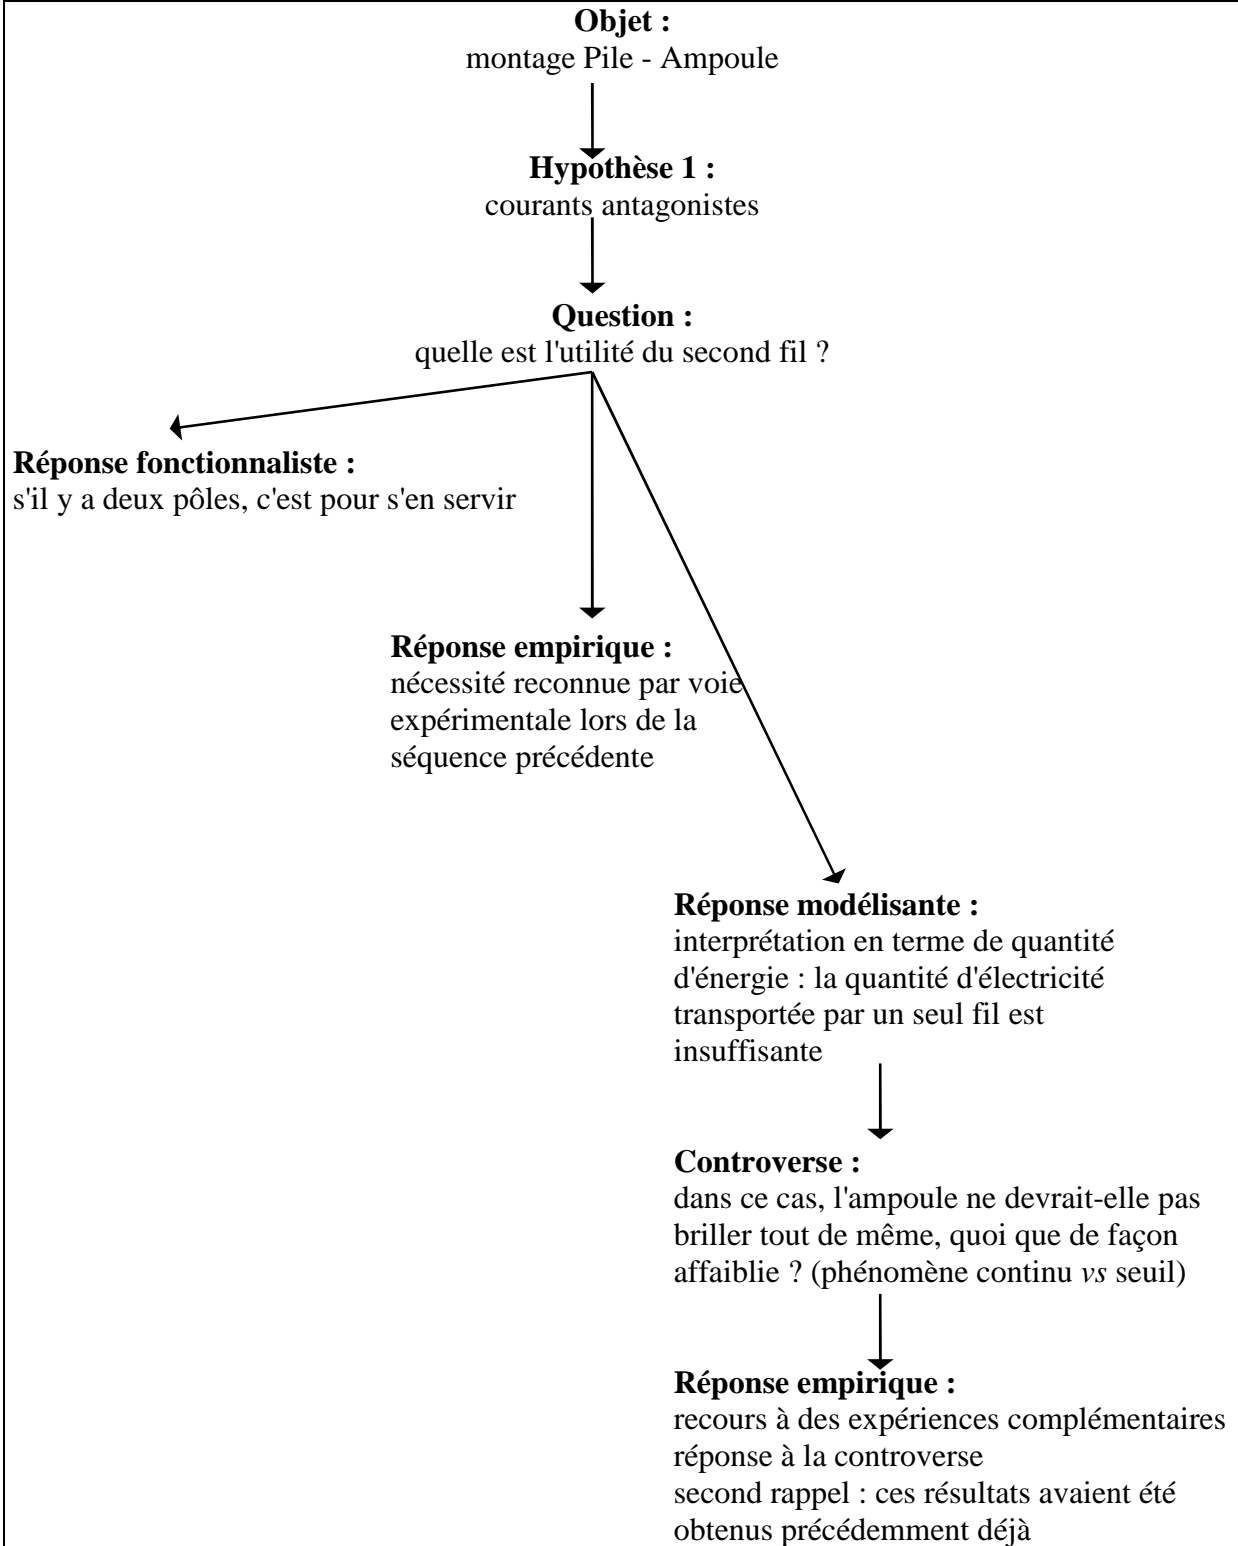 Objet :
montage Pile - Ampoule
Hypothèse 1 :
courants antagonistes
Question :
quelle est l'utilité du second fil ?
Réponse fonctionnaliste :
s'il y a deux pôles, c'est pour s'en servir
Réponse empirique :
nécessité reconnue par voie
expérimentale lors de la
séquence précédente
Réponse modélisante :
interprétation en terme de quantité
d'énergie : la quantité d'électricité
transportée par un seul fil est
insuffisante
Controverse :
dans ce cas, l'ampoule ne devrait-elle pas
briller tout de même, quoi que de façon
affaiblie ? (phénomène continu vs seuil)
Réponse empirique :
recours à des expériences complémentaires
réponse à la controverse
second rappel : ces résultats avaient été
obtenus précédemment déjà